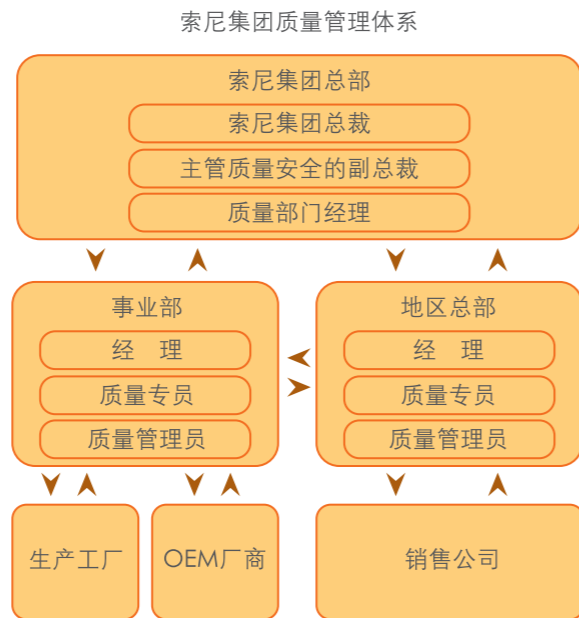 索尼集团质量管理体系
索尼集团总部
索尼集团总裁
主管质量安全的副总裁
质量部门经理
事业部
经 理
质量专员
质量管理员
地区总部
经 理
质量专员
质量管理员
生产工厂
OEM厂商
销售公司